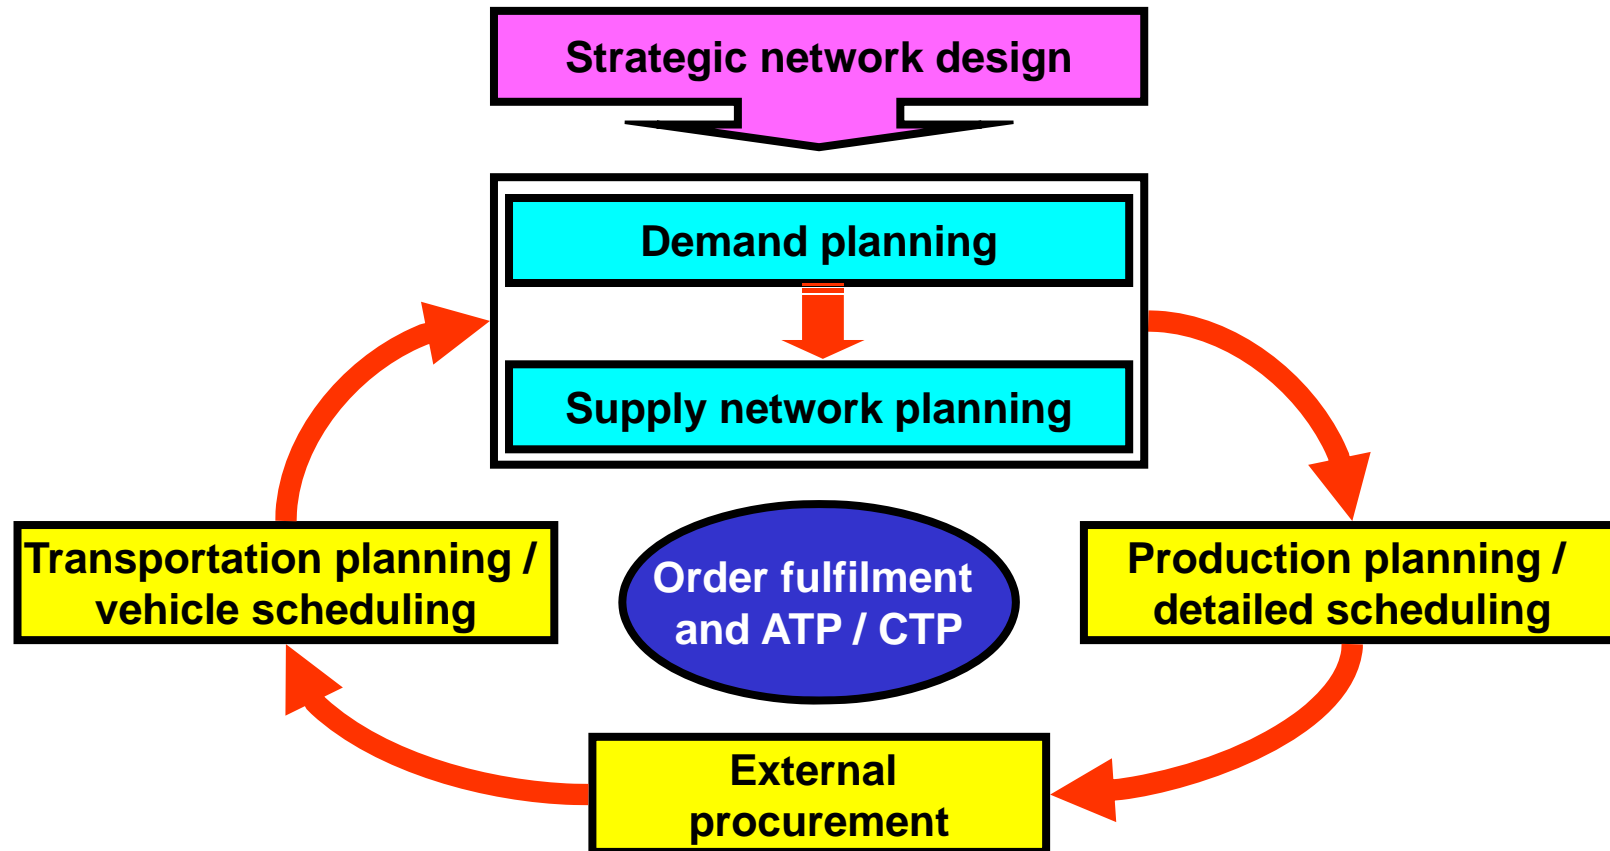 Strategic network design
Demand planning
Supply network planning
Transportation planning /
vehicle scheduling
Order fulfilment
and ATP / CTP
Production planning /
detailed scheduling
External
procurement